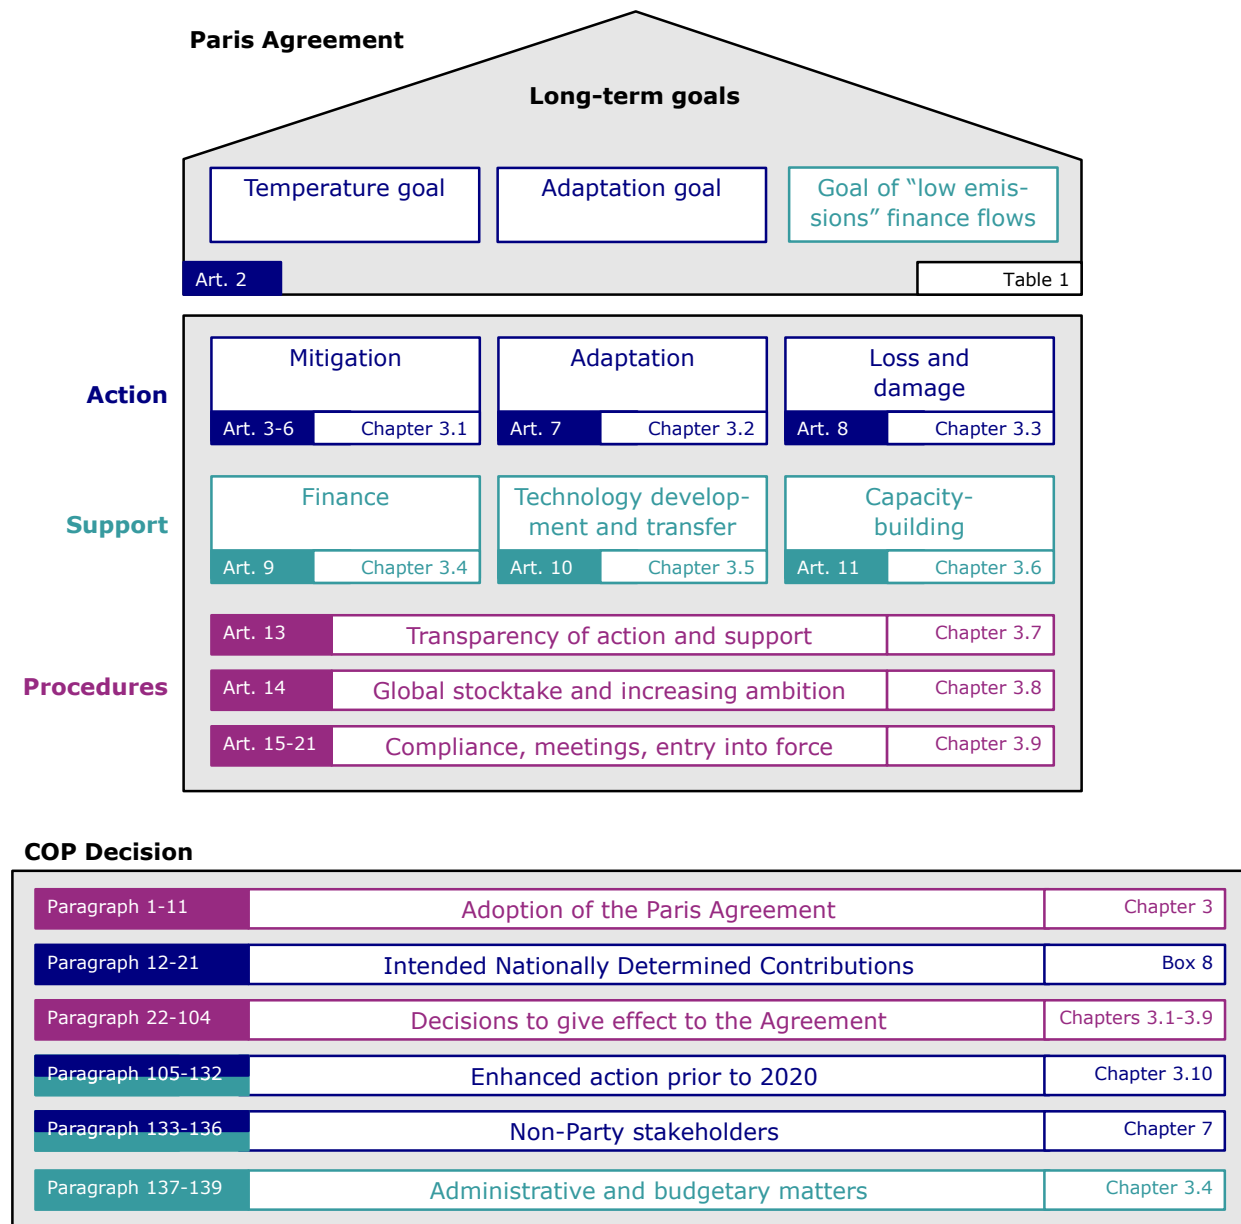 Paris Agreement
Long-term goals
Temperature goal
Adaptation goal
Goal of “low emis-
sions” finance flows
Art. 2
Table 1
Action
Mitigation
Art. 3-6
Chapter 3.1
Adaptation
Art. 7
Chapter 3.2
Loss and
damage
Art. 8
Chapter 3.3
Support
Finance
Art. 9
Chapter 3.4
Technology develop-
ment and transfer
Art. 10
Chapter 3.5
Capacity-
building
Art. 11
Chapter 3.6
Procedures
Art. 13
Transparency of action and support
Chapter 3.7
Art. 14
Global stocktake and increasing ambition
Chapter 3.8
Art. 15-21
Compliance, meetings, entry into force
Chapter 3.9
COP Decision
Paragraph 1-11
Adoption of the Paris Agreement
Chapter 3
Paragraph 12-21
Intended Nationally Determined Contributions
Box 8
Paragraph 22-104
Decisions to give effect to the Agreement
Chapters 3.1-3.9
Paragraph 105-132
Enhanced action prior to 2020
Chapter 3.10
Paragraph 133-136
Non-Party stakeholders
Chapter 7
Paragraph 137-139
Administrative and budgetary matters
Chapter 3.4